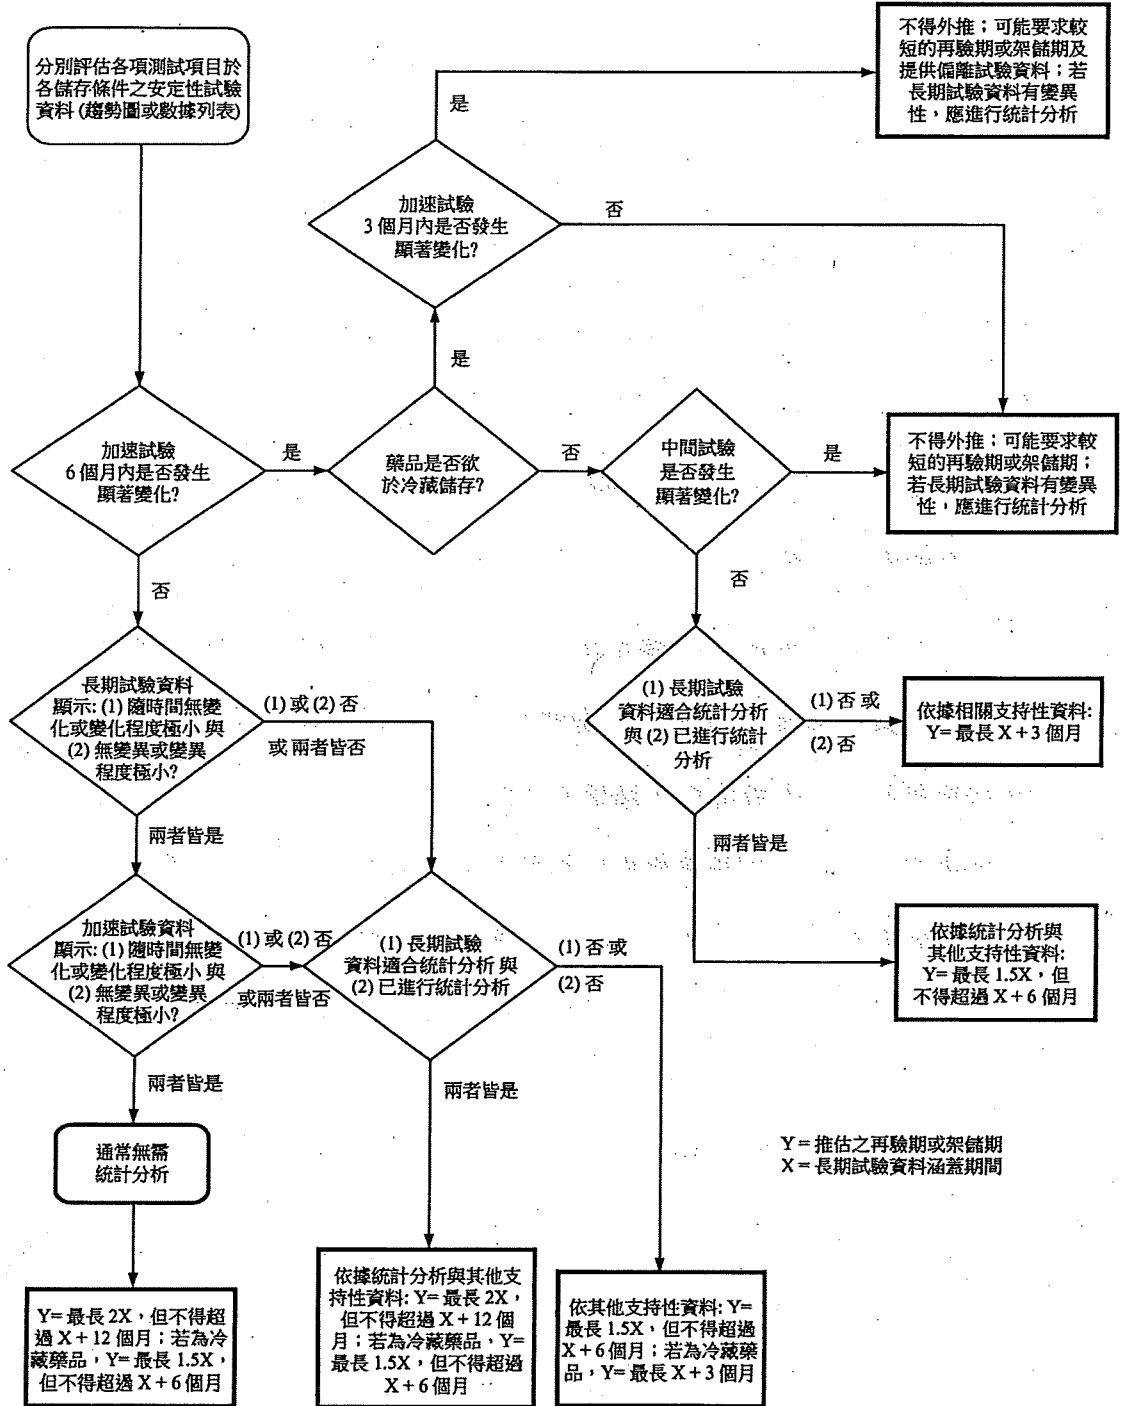 分別評估各項測試項目於
各儲存條件之安定性試驗
資料 (趨勢圖或數據列表)
不得外推；可能要求較
短的再驗期或架儲期及
提供偏離試驗資料；若
長期試驗資料有變異
性，應進行統計分析
是
加速試驗
3 個月內是否發生
顯著變化?
否
是
加速試驗
6 個月內是否發生
顯著變化?
是
藥品是否欲
於冷藏儲存?
否
中間試驗
是否發生
顯著變化?
是
不得外推；可能要求較
短的再驗期或架儲期；
若長期試驗資料有變異
性，應進行統計分析
否
否
長期試驗資料
顯示: (1) 隨時間無變
化或變化程度極小 與
(2) 無變異或變異
程度極小?
(1) 或 (2) 否
或 兩者皆否
(1) 長期試驗
資料適合統計分析
與 (2) 已進行統計
分析
(1) 否 或
(2) 否
依據相關支持性資料:
Y= 最長 X + 3 個月
兩者皆是
兩者皆是
加速試驗資料
顯示: (1) 隨時間無變
化或變化程度極小 與
(2) 無變異或變異
程度極小?
(1) 或 (2) 否
或兩者皆否
(1) 長期試驗
資料適合統計分析 與
(2) 已進行統計分析
(1) 否 或
(2) 否
依據統計分析與
其他支持性資料:
Y= 最長 1.5X，但
不得超過 X + 6 個月
兩者皆是
兩者皆是
通常無需
統計分析
Y = 推估之再驗期或架儲期
X = 長期試驗資料涵蓋期間
Y= 最長 2X，但不得超
過 X + 12 個月；若為冷
藏藥品，Y= 最長 1.5X，
但不得超過 X + 6 個月
依據統計分析與其他支
持性資料: Y= 最長 2X，
但不得超過 X + 12 個
月；若為冷藏藥品，Y=
最長 1.5X，但不得超過
X + 6 個月
依其他支持性資料: Y=
最長 1.5X，但不得超過
X + 6 個月；若為冷藏藥
品，Y= 最長 X + 3 個月